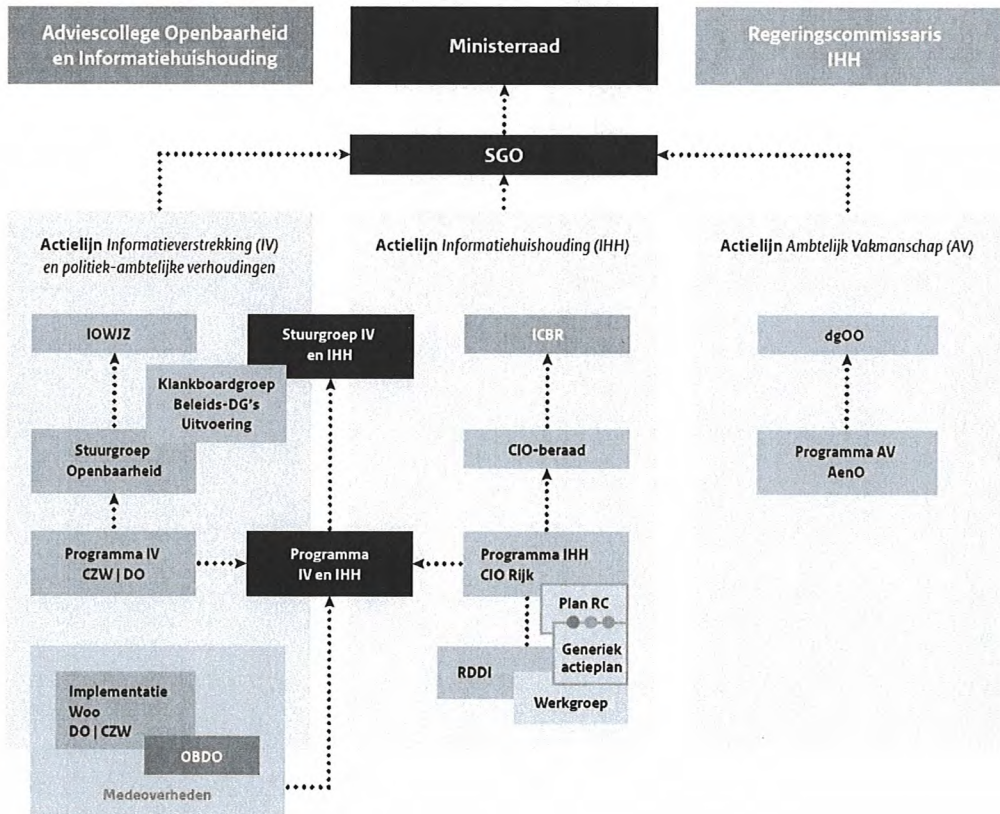 Adviescollege Openbaarheid
en Informatiehuishouding
Ministerraad
Regeringscommissaris
IHH
SGO
Actielijn Informatieverstrekking (IV)
en politiek-ambtelijke verhoudingen
Actielijn Informatiehuishouding (IHH)
Actielijn Ambtelijk Vakmanschap (AV)
IOWJZ
Stuurgroep IV
en IHH
ICBR
dgOO
Klankboardgroep
Beleids-DG's
Uitvoering
Stuurgroep
Openbaarheid
CIO-beraad
Programma AV
AenO
Programma IV
CZW | DO
Programma
IV en IHH
Programma IHH
CIO Rijk
Plan RC
Generiek
actieplan
RDDI
Werkgroep
Implementatie
Woo
DO | CZW
OBDO
Medeoverheden